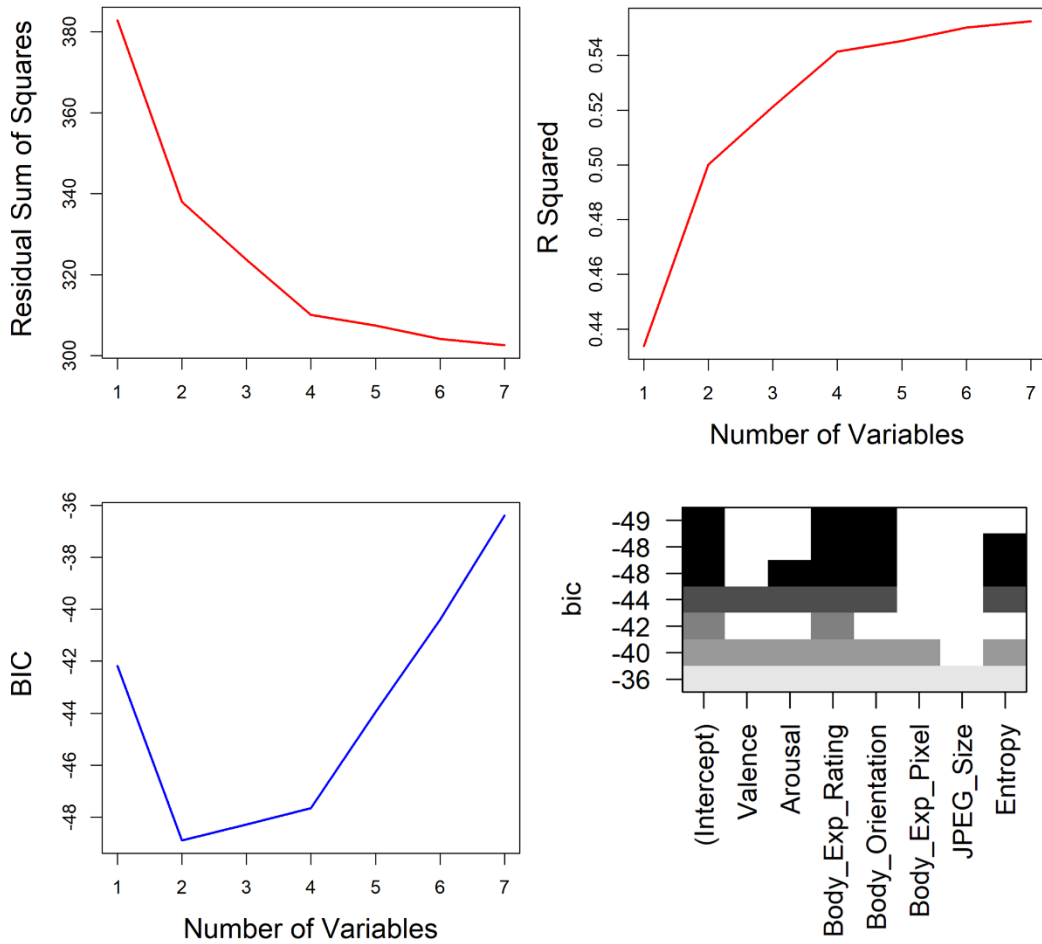 Residual Sum of Squares
380
360
340
320
300
1 2 3 4 5 6 7
R Squared
0.54
0.52
0.50
0.48
0.46
0.44
1 2 3 4 5 6 7
Number of Variables
BIC
-36
-38
-40
-42
-44
-46
-48
1 2 3 4 5 6 7
Number of Variables
bic
-49
-48
-48
-44
-42
-40
-36
(Intercept)
Valence
Arousal
Body_Exp_Rating
Body_Orientation
Body_Exp_Pixel
JPEG_Size
Entropy